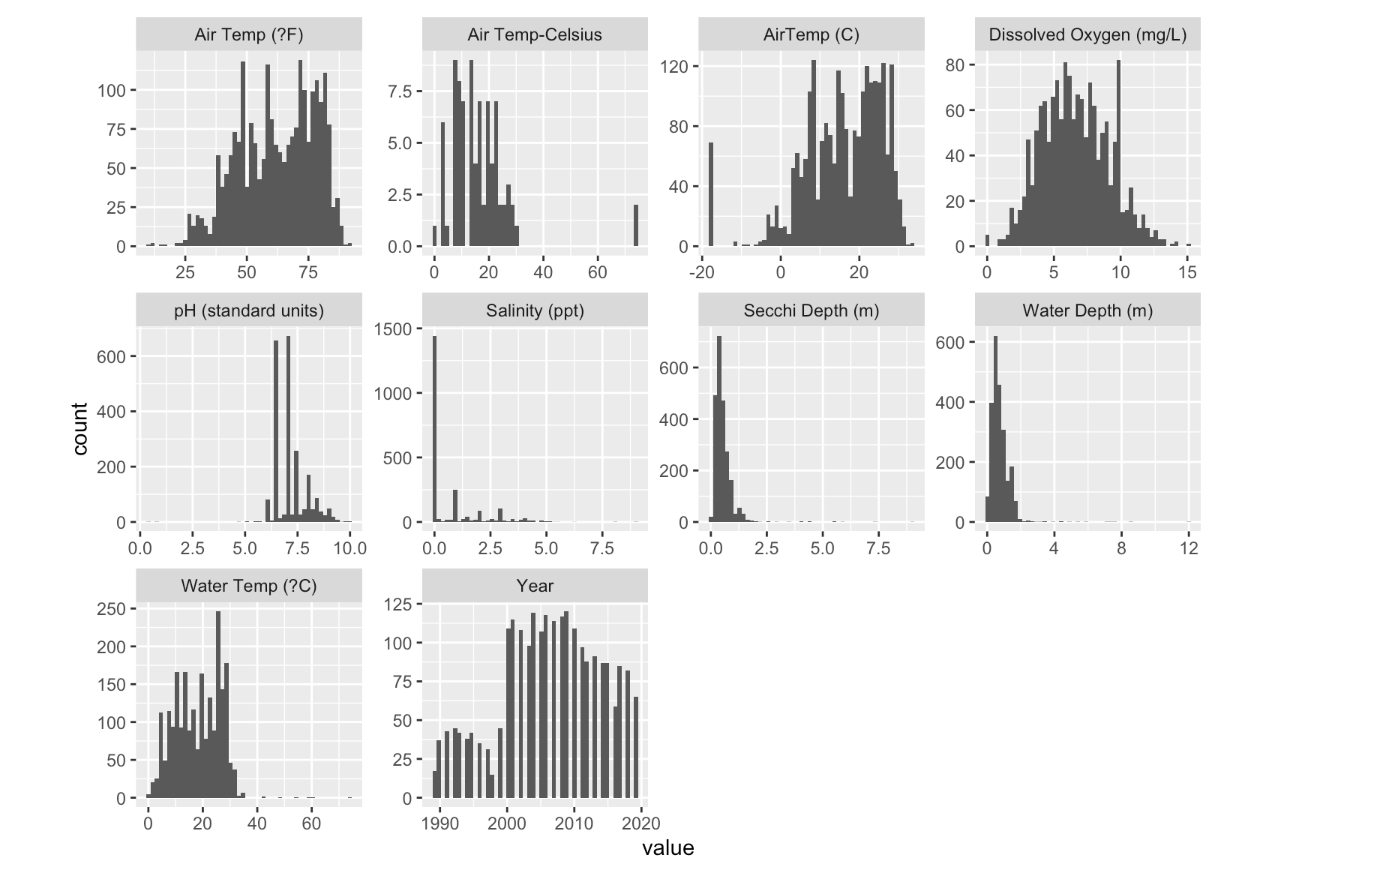 Air Temp (?F)
Air Temp-Celsius
AirTemp (C)
Dissolved Oxygen (mg/L)
100
75
50
25
0
25 50 75
7.5
5.0
2.5
0.0
0 20 40 60
120
80
40
0
-20 0 20
80
60
40
20
0
0 5 10 15
pH (standard units)
Salinity (ppt)
Secchi Depth (m)
Water Depth (m)
count
600
400
200
0
0.0 2.5 5.0 7.5 10.0
1500
1000
500
0
0.0 2.5 5.0 7.5
600
400
200
0
0.0 2.5 5.0 7.5
600
400
200
0
0 4 8 12
Water Temp (?C)
Year
250
200
150
100
50
0
0 20 40 60
125
100
75
50
25
0
1990 2000 2010 2020
value